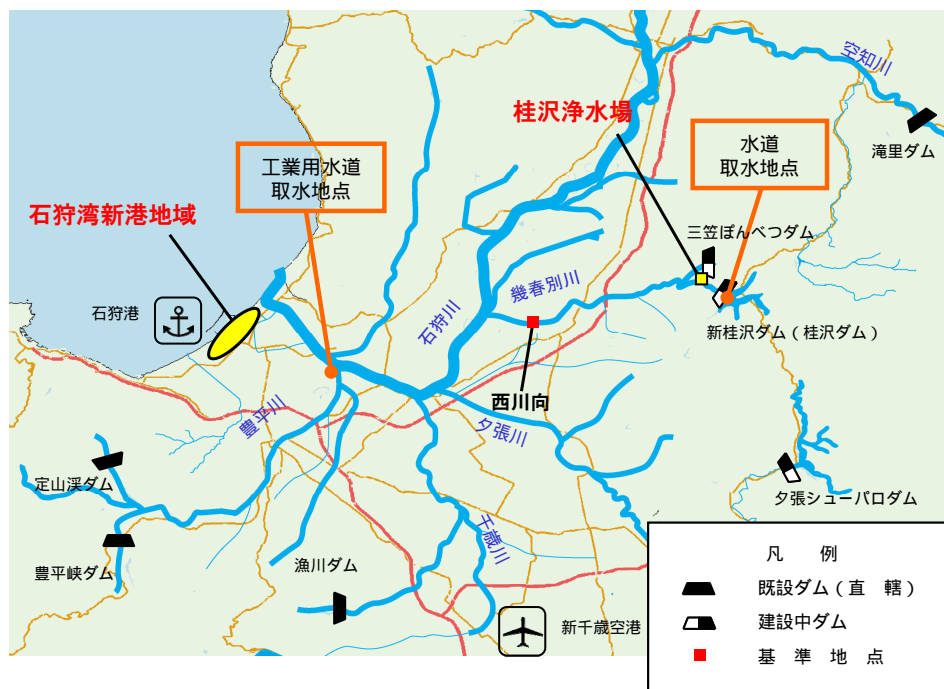 空知川
滝里ダム
桂沢浄水場
水道
取水地点
工業用水道
取水地点
石狩湾新港地域
三笠ぽんべつダム
幾春別川
石狩川
石狩港
新桂沢ダム（桂沢ダム）
西川向
豊平川
夕張川
定山渓ダム
夕張シューパロダム
千歳川
豊平峡ダム
漁川ダム
新千歳空港
凡 例
既設ダム（直 轄）
建設中ダム
基 準 地 点